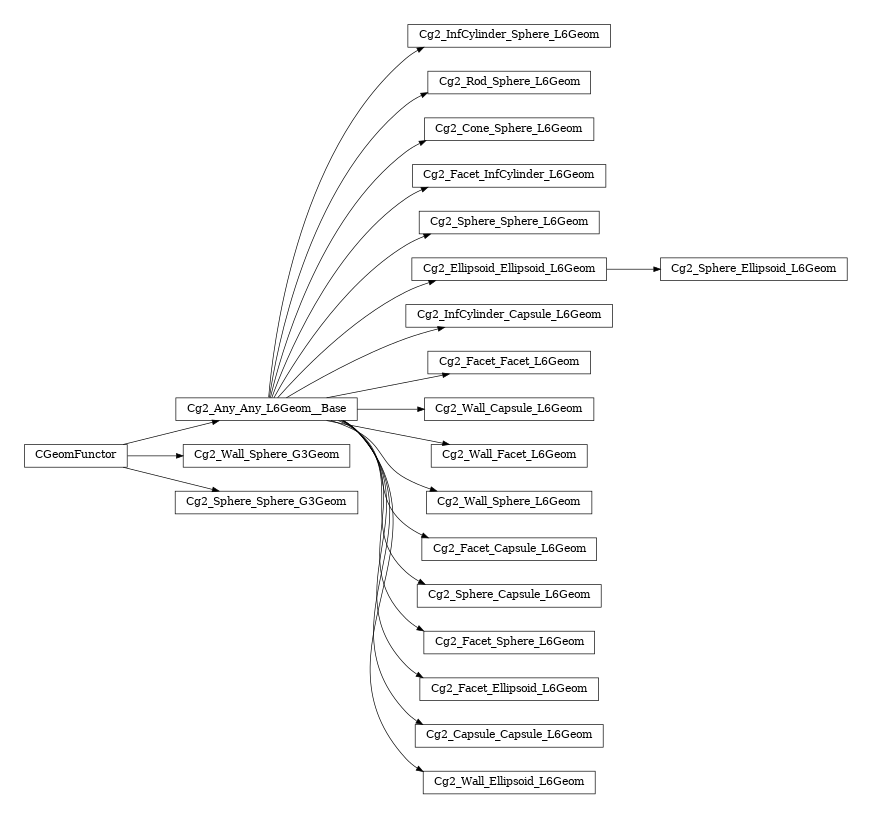 Cg2_InfCylinder_Sphere_L6Geom
Cg2_Rod_Sphere_L6Geom
Cg2_Cone_Sphere_L6Geom
Cg2_Facet_InfCylinder_L6Geom
Cg2_Sphere_Sphere_L6Geom
Cg2_Ellipsoid_Ellipsoid_L6Geom
Cg2_Sphere_Ellipsoid_L6Geom
Cg2_InfCylinder_Capsule_L6Geom
Cg2_Facet_Facet_L6Geom
Cg2_Any_Any_L6Geom__Base
Cg2_Wall_Capsule_L6Geom
CGeomFunctor
Cg2_Wall_Sphere_G3Geom
Cg2_Wall_Facet_L6Geom
Cg2_Sphere_Sphere_G3Geom
Cg2_Wall_Sphere_L6Geom
Cg2_Facet_Capsule_L6Geom
Cg2_Sphere_Capsule_L6Geom
Cg2_Facet_Sphere_L6Geom
Cg2_Facet_Ellipsoid_L6Geom
Cg2_Capsule_Capsule_L6Geom
Cg2_Wall_Ellipsoid_L6Geom